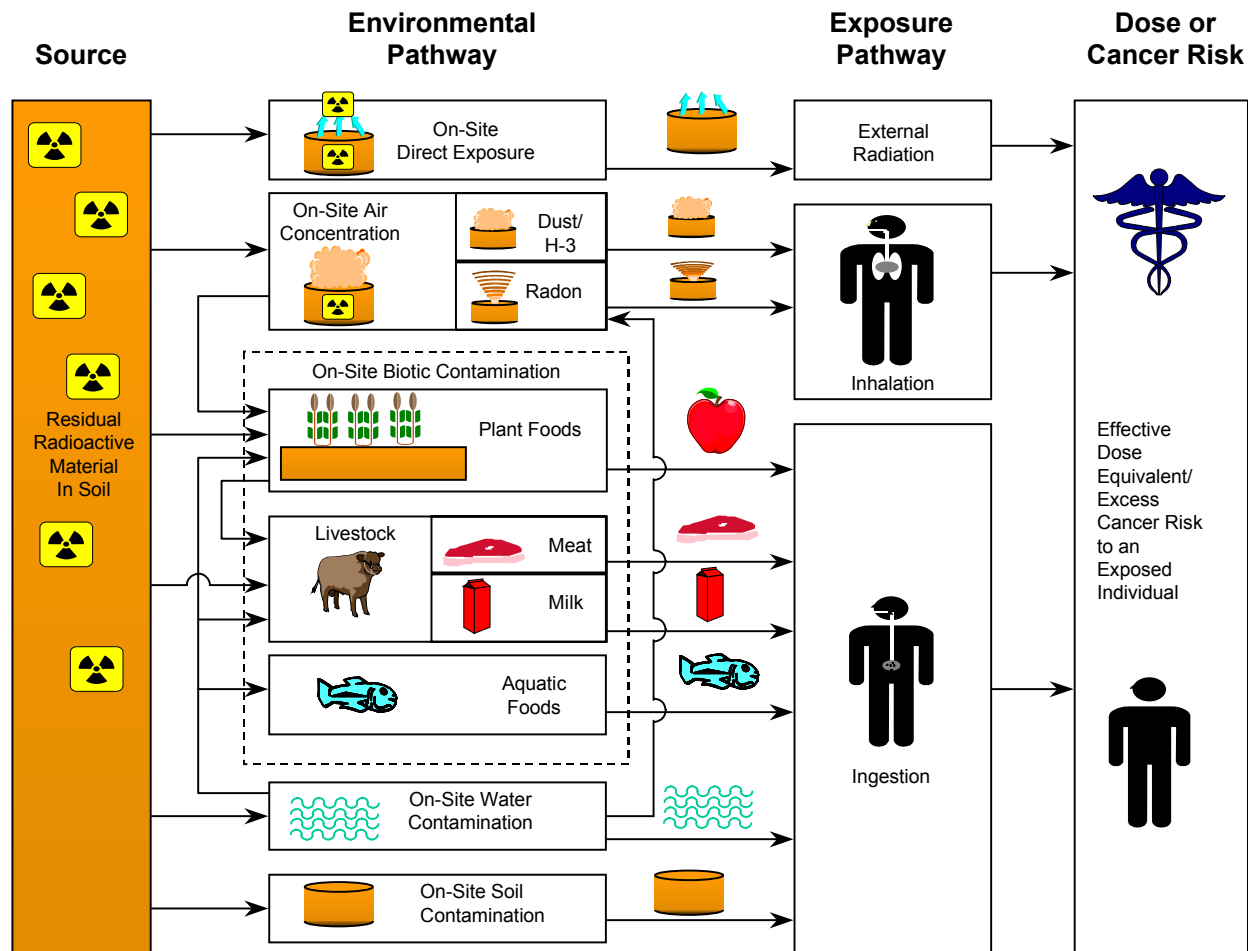 Source
Environmental
Pathway
Exposure
Pathway
Dose or
Cancer Risk
Residual
Radioactive
Material
In Soil
On-Site
Direct Exposure
On-Site Air
Concentration
Dust/
H-3
Radon
On-Site Biotic Contamination
Plant Foods
Livestock
Meat
Milk
Aquatic
Foods
On-Site Water
Contamination
On-Site Soil
Contamination
External
Radiation
Inhalation
Ingestion
Effective
Dose
Equivalent/
Excess
Cancer Risk
to an
Exposed
Individual